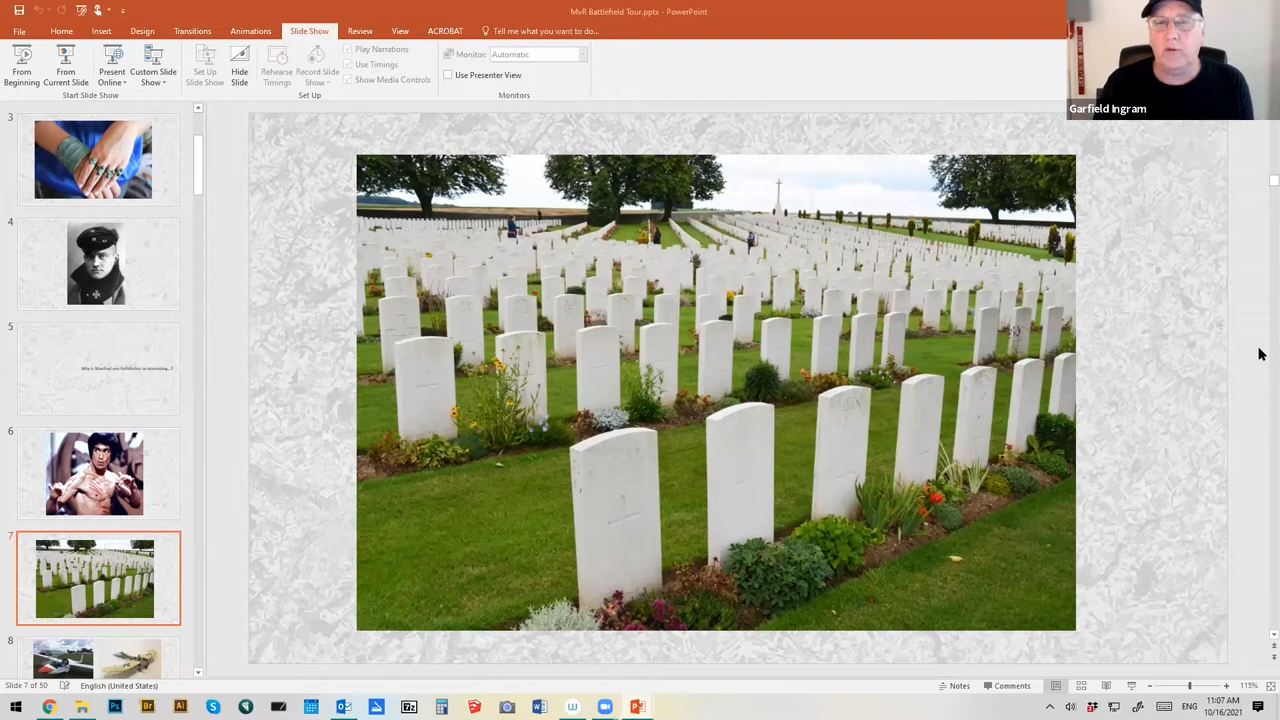 MvR Battlefield Tour.pptx - PowerPoint
File Home Insert Design Transitions Animations Slide Show Review View ACROBAT Tell me what you want to do...
From Beginning
From Current Slide
Present Online
Custom Slide Show
Set Up Slide Show
Hide Slide
Rehearse Timings
Record Slide Show
Play Narrations
Use Timings
Show Media Controls
Monitor: Automatic
Use Presenter View
Start Slide Show
Set Up
Monitors
Garfield Ingram
3
4
5
6
7
8
Slide 7 of 50
English (United States)
Notes
Comments
115%
Ps
Br
Ai
ENG
11:07 AM
10/16/2021